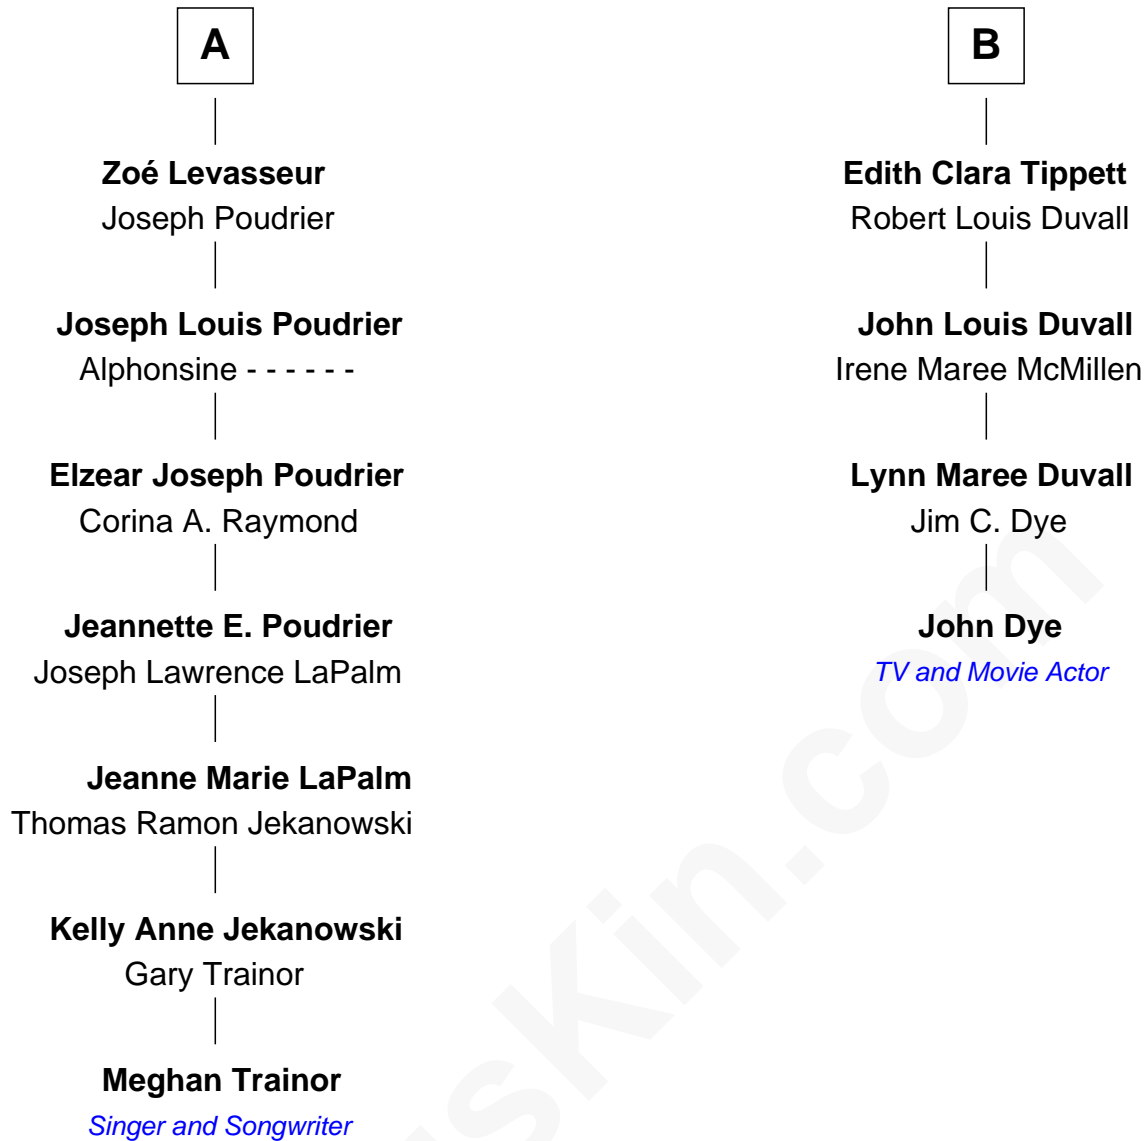 A
Zoé Levasseur
Joseph Poudrier
Joseph Louis Poudrier
Alphonsine - - - - - -
Elzear Joseph Poudrier
Corina A. Raymond
Jeannette E. Poudrier
Joseph Lawrence LaPalm
Jeanne Marie LaPalm
Thomas Ramon Jekanowski
Kelly Anne Jekanowski
Gary Trainor
Meghan Trainor
Singer and Songwriter
B
Edith Clara Tippett
Robert Louis Duvall
John Louis Duvall
Irene Maree McMillen
Lynn Maree Duvall
Jim C. Dye
John Dye
TV and Movie Actor
usKin.com